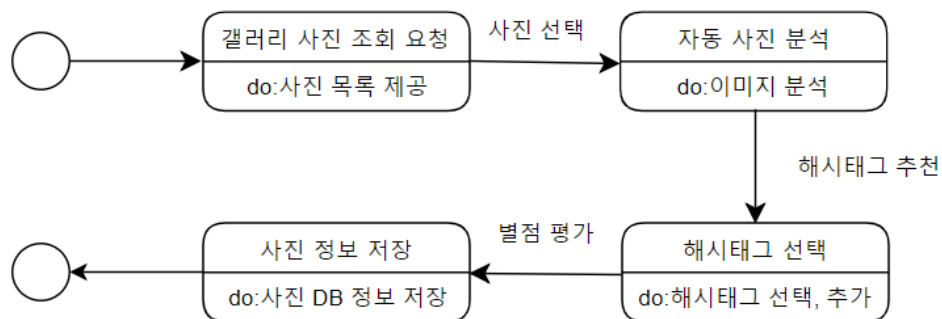 갤러리 사진 조회 요청
do:사진 목록 제공
사진 선택
자동 사진 분석
do:이미지 분석
해시태그 추천
해시태그 선택
do:해시태그 선택, 추가
별점 평가
사진 정보 저장
do:사진 DB 정보 저장